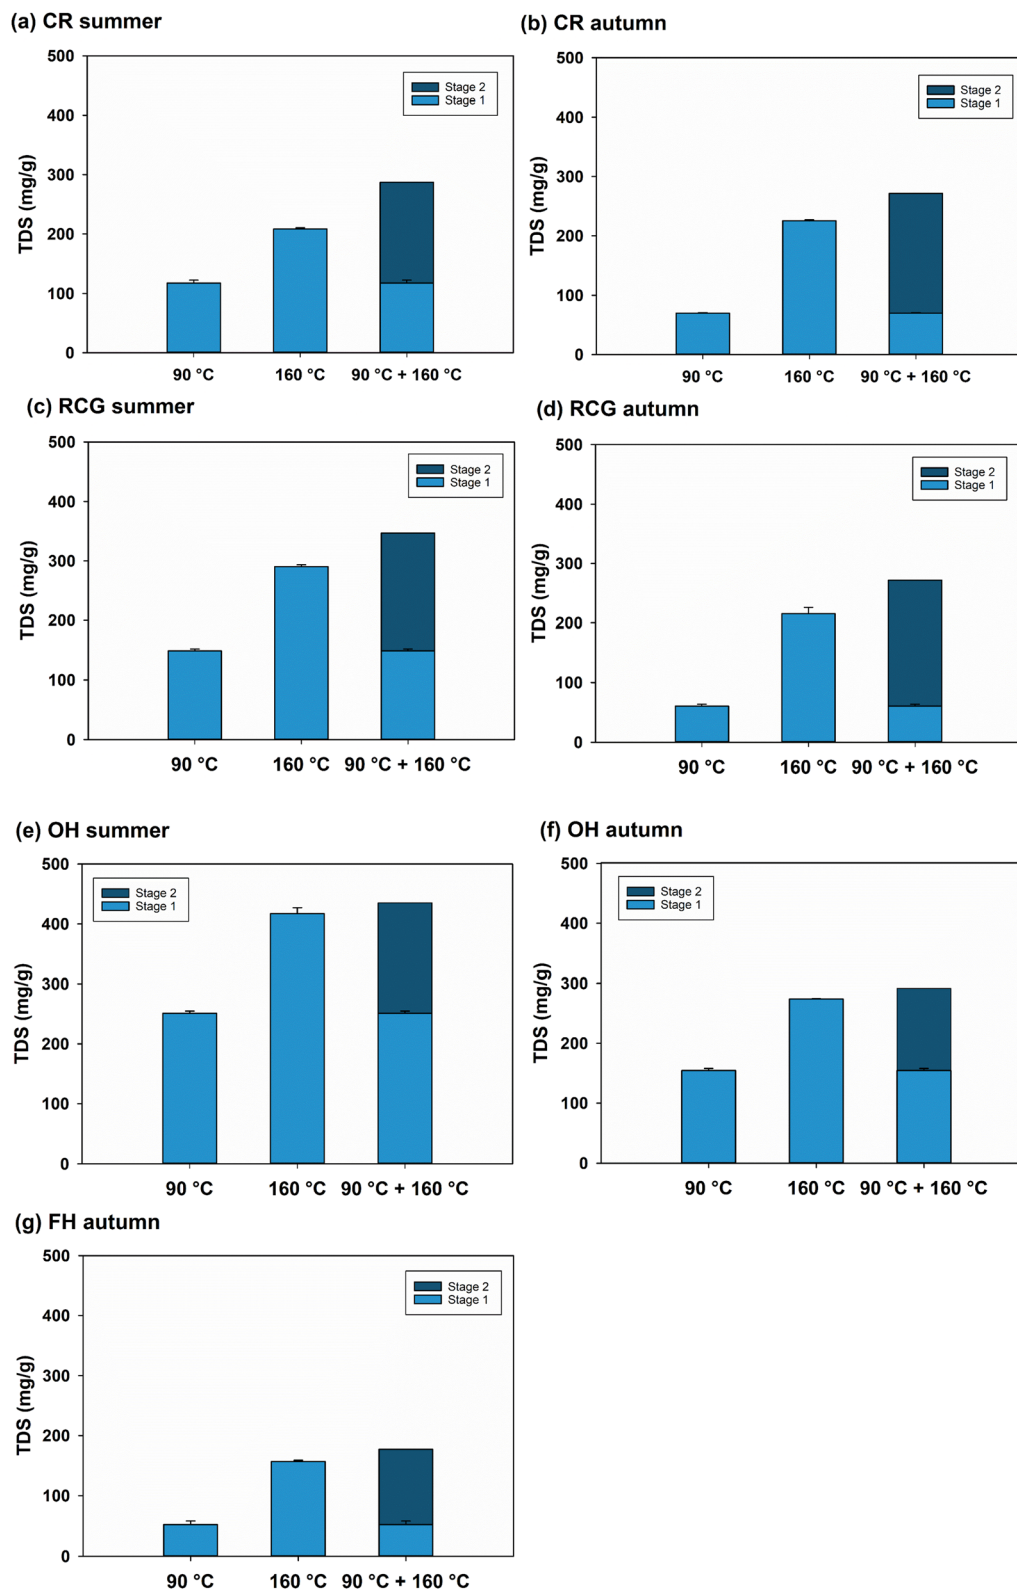 (a) CR summer
500
400
300
200
100
0
TDS (mg/g)
Stage 2
Stage 1
90 °C
160 °C
90 °C + 160 °C
(b) CR autumn
500
400
300
200
100
0
TDS (mg/g)
Stage 2
Stage 1
90 °C
160 °C
90 °C + 160 °C
(c) RCG summer
500
400
300
200
100
0
TDS (mg/g)
Stage 2
Stage 1
90 °C
160 °C
90 °C + 160 °C
(d) RCG autumn
500
400
300
200
100
0
TDS (mg/g)
Stage 2
Stage 1
90 °C
160 °C
90 °C + 160 °C
(e) OH summer
500
400
300
200
100
0
TDS (mg/g)
Stage 2
Stage 1
90 °C
160 °C
90 °C + 160 °C
(f) OH autumn
500
400
300
200
100
0
TDS (mg/g)
Stage 2
Stage 1
90 °C
160 °C
90 °C + 160 °C
(g) FH autumn
500
400
300
200
100
0
TDS (mg/g)
Stage 2
Stage 1
90 °C
160 °C
90 °C + 160 °C